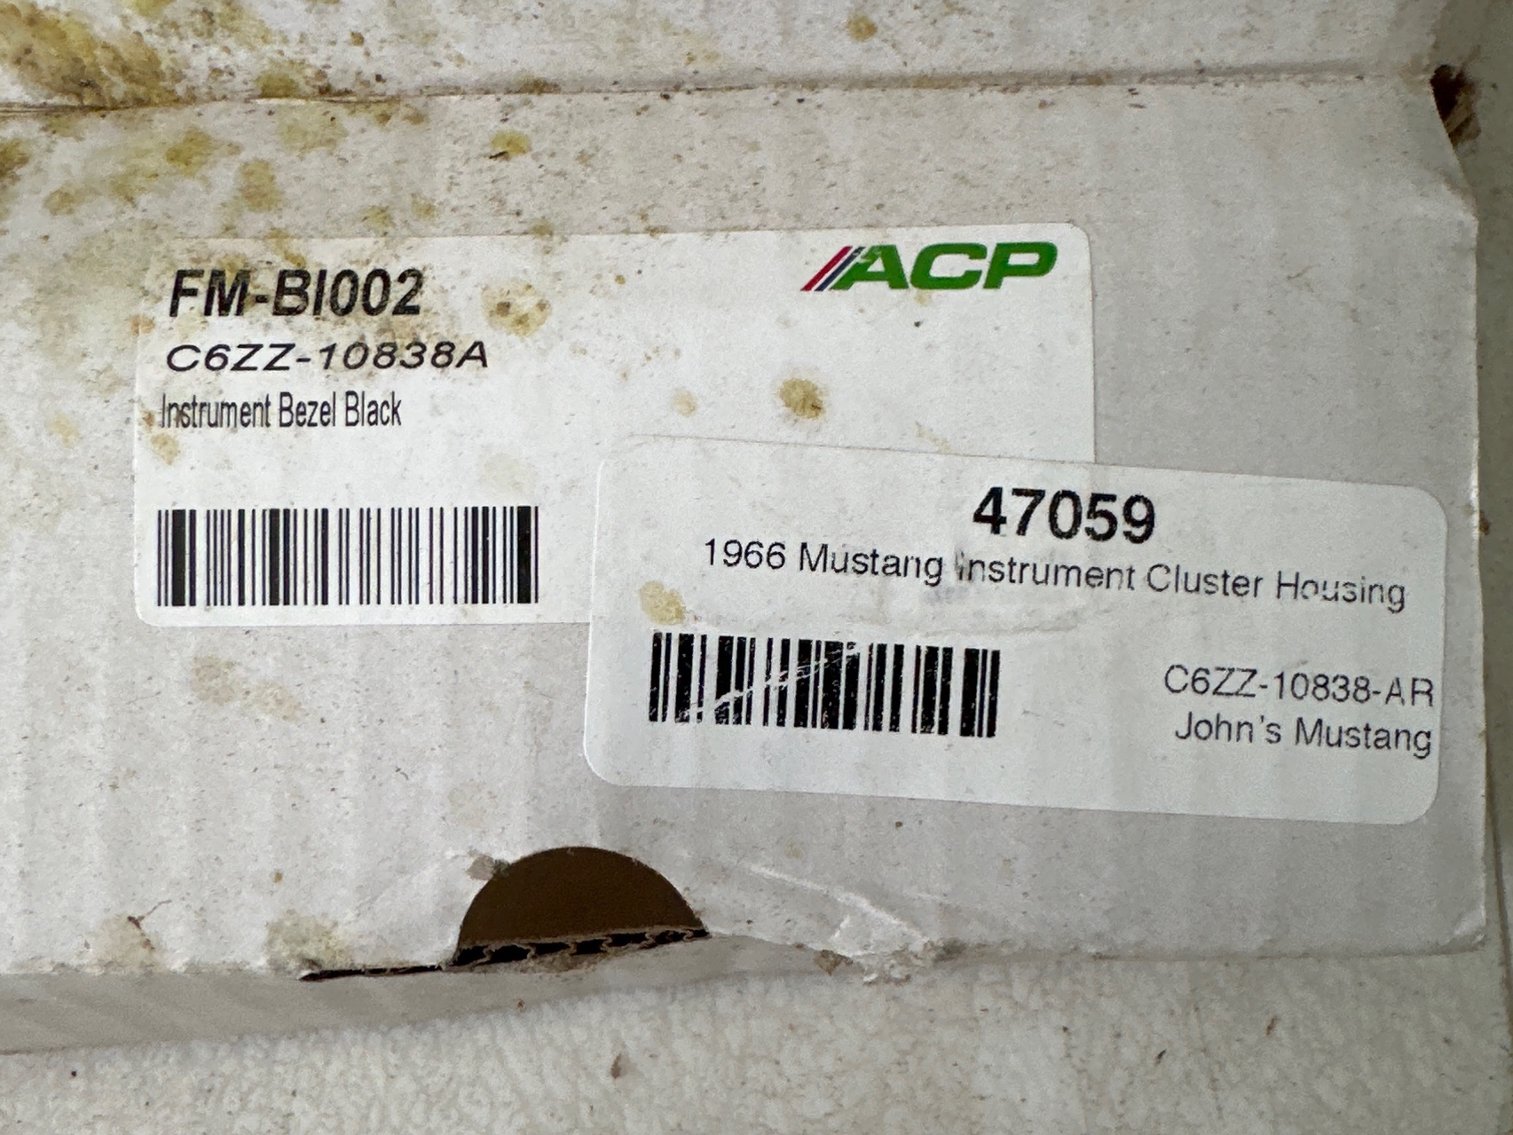 FM-BI002
ACP
C6ZZ-10838A
Instrument Bezel Black
47059
1966 Mustang Instrument Cluster Housing
C6ZZ-10838-AR
John's Mustang